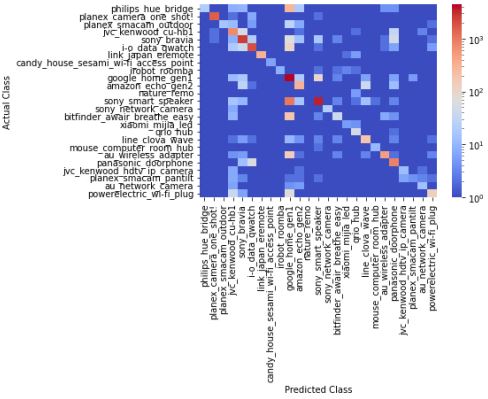 Actual Class
philips_hue_bridge
planex_camera_one_shot!
planex_smacam_outdoor
jvc_kenwood_cu-hb1
sony_bravia
i-o_data_qwatch
link_japan_eremote
candy_house_sesami_wi-fi_access_point
irobot_roomba
google_home_gen1
amazon_echo_gen2
nature_remo
sony_smart_speaker
sony_network_camera
bitfinder_awair_breathe_easy
xiaomi_mijia_led
qrio_hub
line_clova_wave
mouse_computer_room_hub
au_wireless_adapter
panasonic_doorphone
jvc_kenwood_hdtv_ip_camera
planex_smacam_pantilt
au_network_camera
powerelectric_wi-fi_plug
philips_hue_bridge
planex_camera_one_shot!
planex_smacam_outdoor
jvc_kenwood_cu-hb1
sony_bravia
i-o_data_qwatch
link_japan_eremote
candy_house_sesami_wi-fi_access_point
irobot_roomba
google_home_gen1
amazon_echo_gen2
nature_remo
sony_smart_speaker
sony_network_camera
bitfinder_awair_breathe_easy
xiaomi_mijia_led
qrio_hub
line_clova_wave
mouse_computer_room_hub
au_wireless_adapter
panasonic_doorphone
jvc_kenwood_hdtv_ip_camera
planex_smacam_pantilt
au_network_camera
powerelectric_wi-fi_plug
Predicted Class
10³
10²
10¹
10⁰